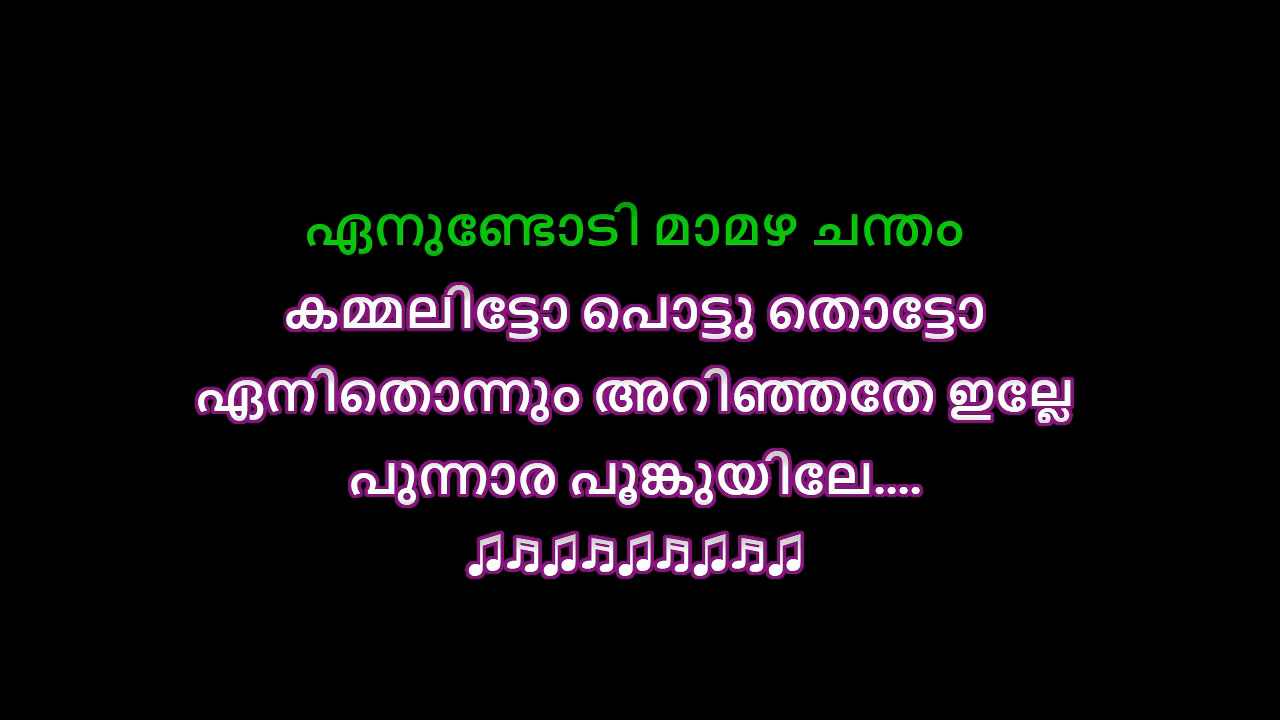 ഏനുണ്ടോടി മാമഴ ചന്തം
കമ്മലിട്ടോ പൊട്ടു തൊട്ടോ
ഏനിതൊന്നും അറിഞ്ഞതേ ഇല്ലേ
പുന്നാര പൂങ്കുയിലേ....
♫♬♫♬♫♬♫♬♫